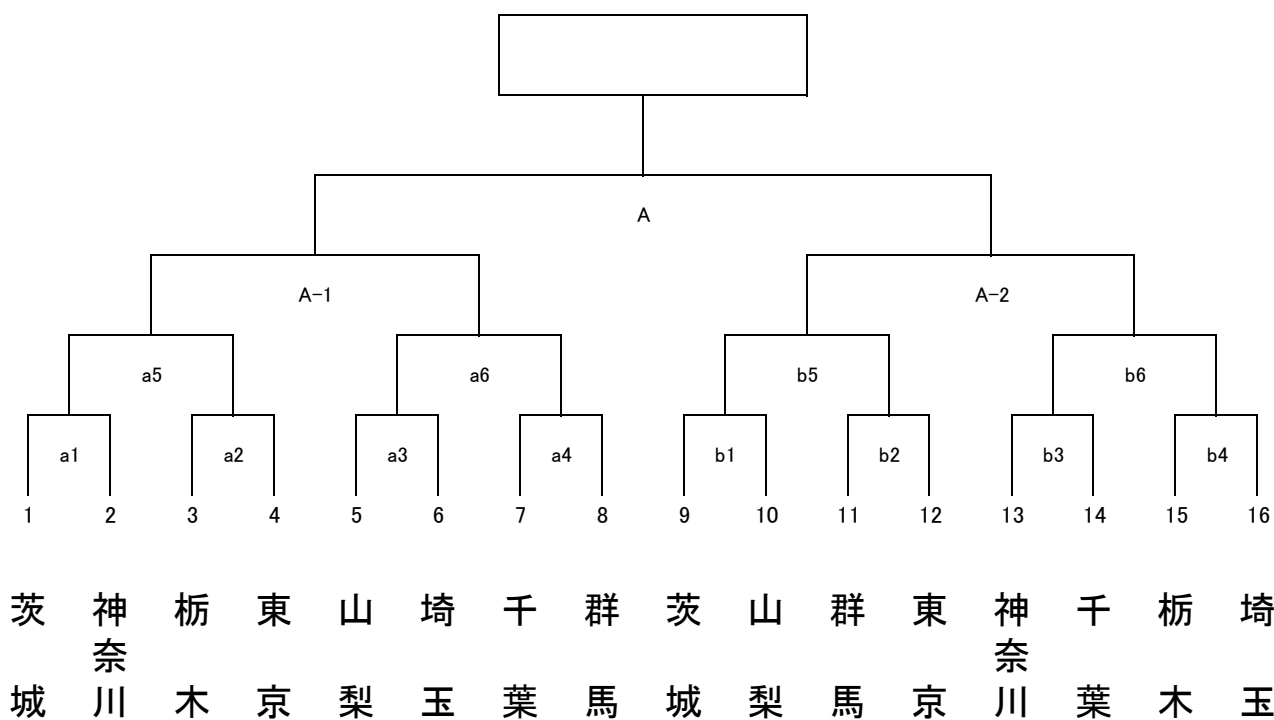 A
A-1 A-2
a5 a6 b5 b6
a1 a2 a3 a4 b1 b2 b3 b4
1 2 3 4 5 6 7 8 9 10 11 12 13 14 15 16
茨城
神奈川
栃木
東京
山梨
埼玉
千葉
群馬
茨城
山梨
群馬
東京
神奈川
千葉
栃木
埼玉